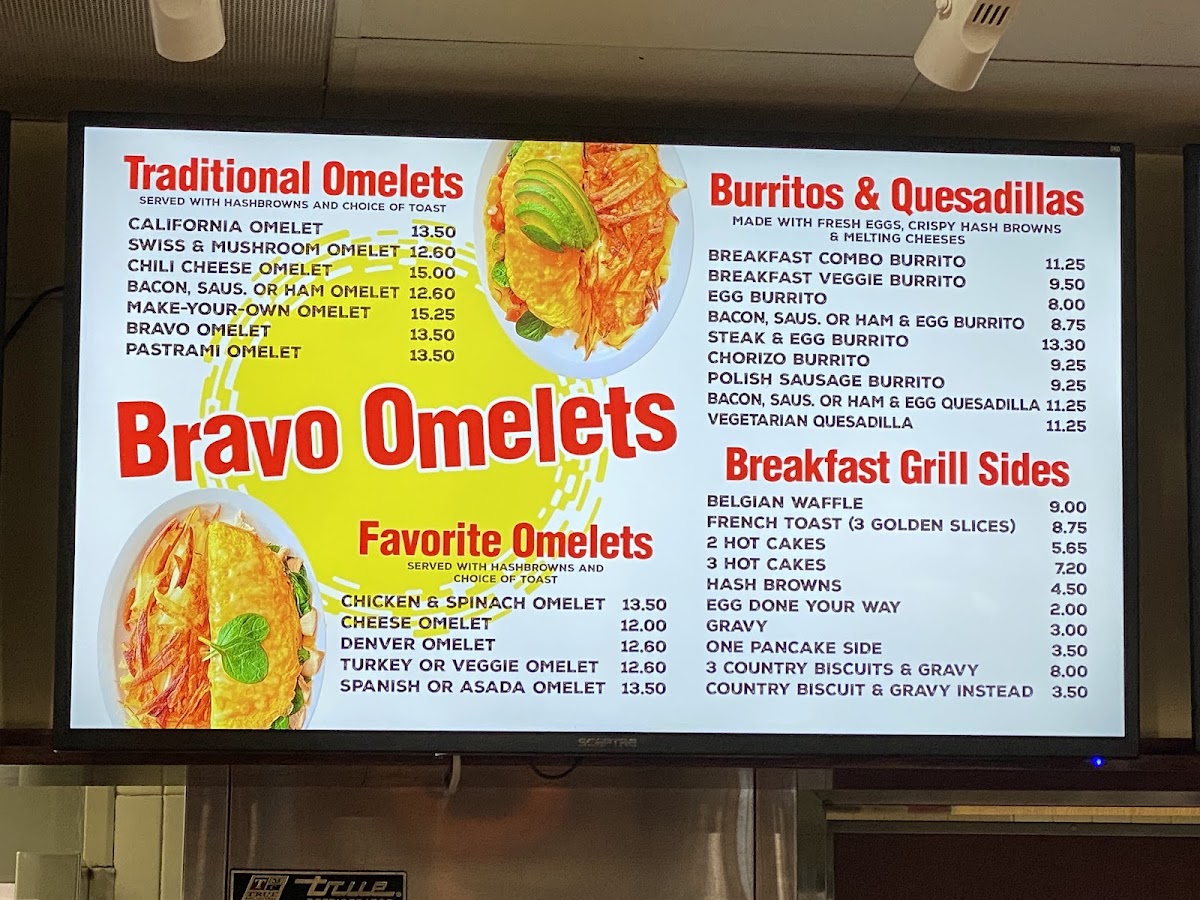 Traditional Omelets
SERVED WITH HASHBROWNS AND CHOICE OF TOAST
CALIFORNIA OMELET 13.50
SWISS & MUSHROOM OMELET 12.60
CHILI CHEESE OMELET 15.00
BACON, SAUS. OR HAM OMELET 12.60
MAKE-YOUR-OWN OMELET 15.25
BRAVO OMELET 13.50
PASTRAMI OMELET 13.50
Bravo Omelets
Favorite Omelets
SERVED WITH HASHBROWNS AND
CHOICE OF TOAST
CHICKEN & SPINACH OMELET 13.50
CHEESE OMELET 12.00
DENVER OMELET 12.60
TURKEY OR VEGGIE OMELET 12.60
SPANISH OR ASADA OMELET 13.50
Burritos & Quesadillas
MADE WITH FRESH EGGS, CRISPY HASH BROWNS
& MELTING CHEESES
BREAKFAST COMBO BURRITO 11.25
BREAKFAST VEGGIE BURRITO 9.50
EGG BURRITO 8.00
BACON, SAUS. OR HAM & EGG BURRITO 8.75
STEAK & EGG BURRITO 13.30
CHORIZO BURRITO 9.25
POLISH SAUSAGE BURRITO 9.25
BACON, SAUS. OR HAM & EGG QUESADILLA 11.25
VEGETARIAN QUESADILLA 11.25
Breakfast Grill Sides
BELGIAN WAFFLE 9.00
FRENCH TOAST (3 GOLDEN SLICES) 8.75
2 HOT CAKES 5.65
3 HOT CAKES 7.20
HASH BROWNS 4.50
EGG DONE YOUR WAY 2.00
GRAVY 3.00
ONE PANCAKE SIDE 3.50
3 COUNTRY BISCUITS & GRAVY 8.00
COUNTRY BISCUIT & GRAVY INSTEAD 3.50
SCEPTRE
true